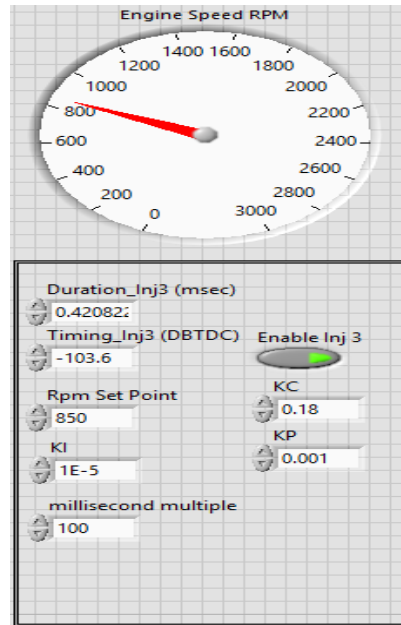 Engine Speed RPM
1400 1600
1200 1800
1000 2000
800 2200
600 2400
400 2600
200 2800
0 3000
Duration_Inj3 (msec)
0.420822
Timing_Inj3 (DBTDC) Enable Inj 3
-103.6
Rpm Set Point KC
850 0.18
KI KP
1E-5 0.001
millisecond multiple
100